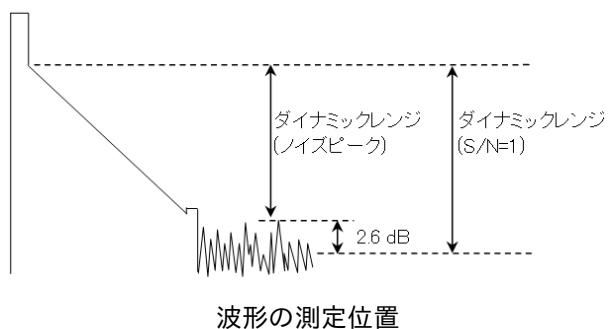 ダイナミックレンジ
(ノイズピーク)
ダイナミックレンジ
(S/N=1)
2.6 dB
波形の測定位置